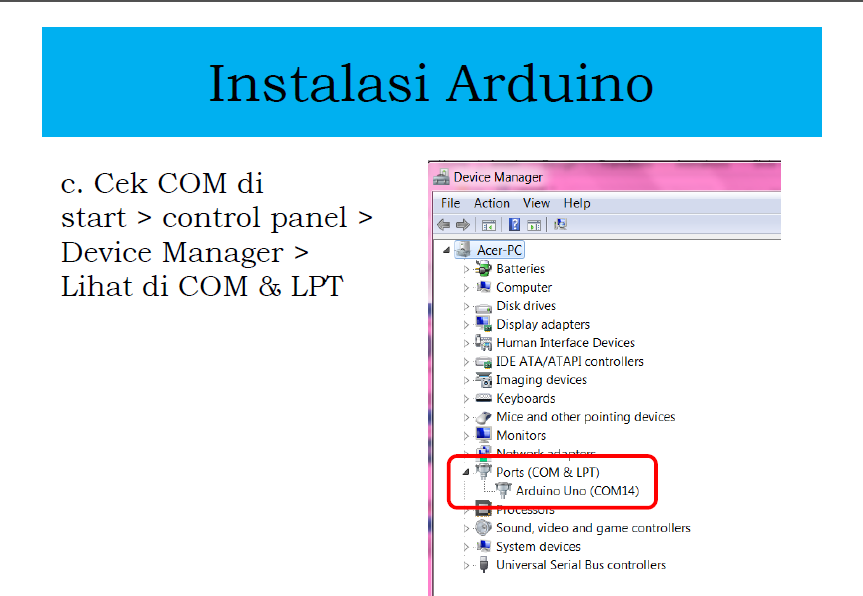 Instalasi Arduino
c. Cek COM di
start > control panel >
Device Manager >
Lihat di COM & LPT
Device Manager
File Action View Help
Acer-PC
Batteries
Computer
Disk drives
Display adapters
Human Interface Devices
IDE ATA/ATAPI controllers
Imaging devices
Keyboards
Mice and other pointing devices
Monitors
Network adapters
Ports (COM & LPT)
Arduino Uno (COM14)
Processors
Sound, video and game controllers
System devices
Universal Serial Bus controllers